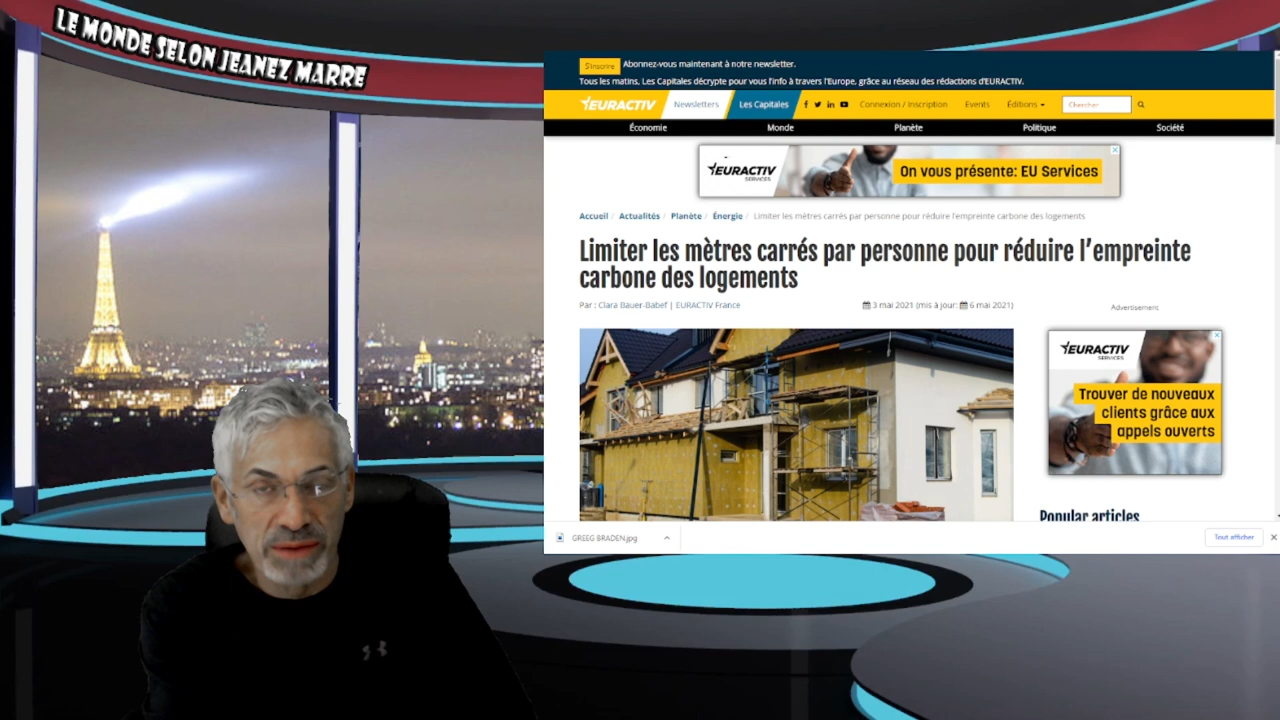 LE MONDE SELON JEANEZ MARRE
S'inscrire Abonnez-vous maintenant à notre newsletter.
Tous les matins, Les Capitales décrypte pour vous l'info à travers l'Europe, grâce au réseau des rédactions d'EURACTIV.
EURACTIV Newsletters Les Capitales Connexion / Inscription Events Éditions Chercher
Économie Monde Planète Politique Société
EURACTIV SERVICES On vous présente: EU Services
Accueil / Actualités / Planète / Énergie / Limiter les mètres carrés par personne pour réduire l'empreinte carbone des logements
Limiter les mètres carrés par personne pour réduire l'empreinte
carbone des logements
Par : Clara Bauer-Babef | EURACTIV France 3 mai 2021 (mis à jour: 6 mai 2021)
Advertisement
EURACTIV
SERVICES
Trouver de nouveaux
clients grâce aux
appels ouverts
Popular articles
GREEG BRADEN.jpg Tout afficher